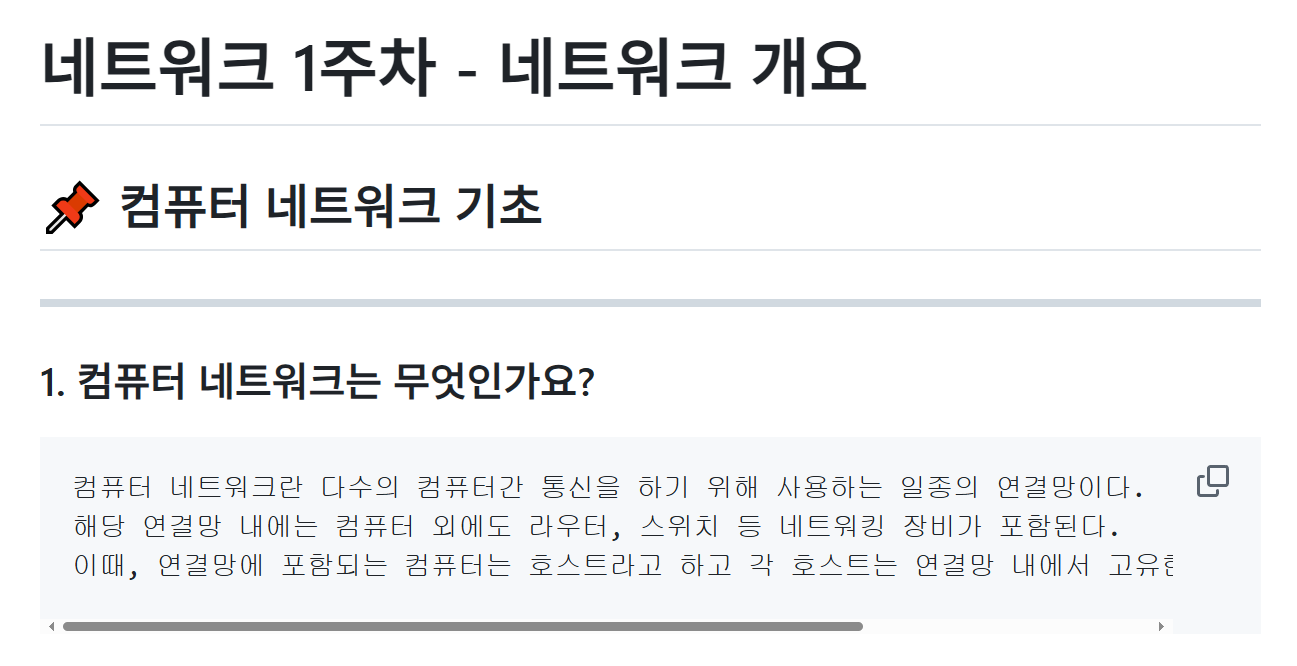 네트워크 1주차 - 네트워크 개요
📌 컴퓨터 네트워크 기초
1. 컴퓨터 네트워크는 무엇인가요?
컴퓨터 네트워크란 다수의 컴퓨터간 통신을 하기 위해 사용하는 일종의 연결망이다.
해당 연결망 내에는 컴퓨터 외에도 라우터, 스위치 등 네트워킹 장비가 포함된다.
이때, 연결망에 포함되는 컴퓨터는 호스트라고 하고 각 호스트는 연결망 내에서